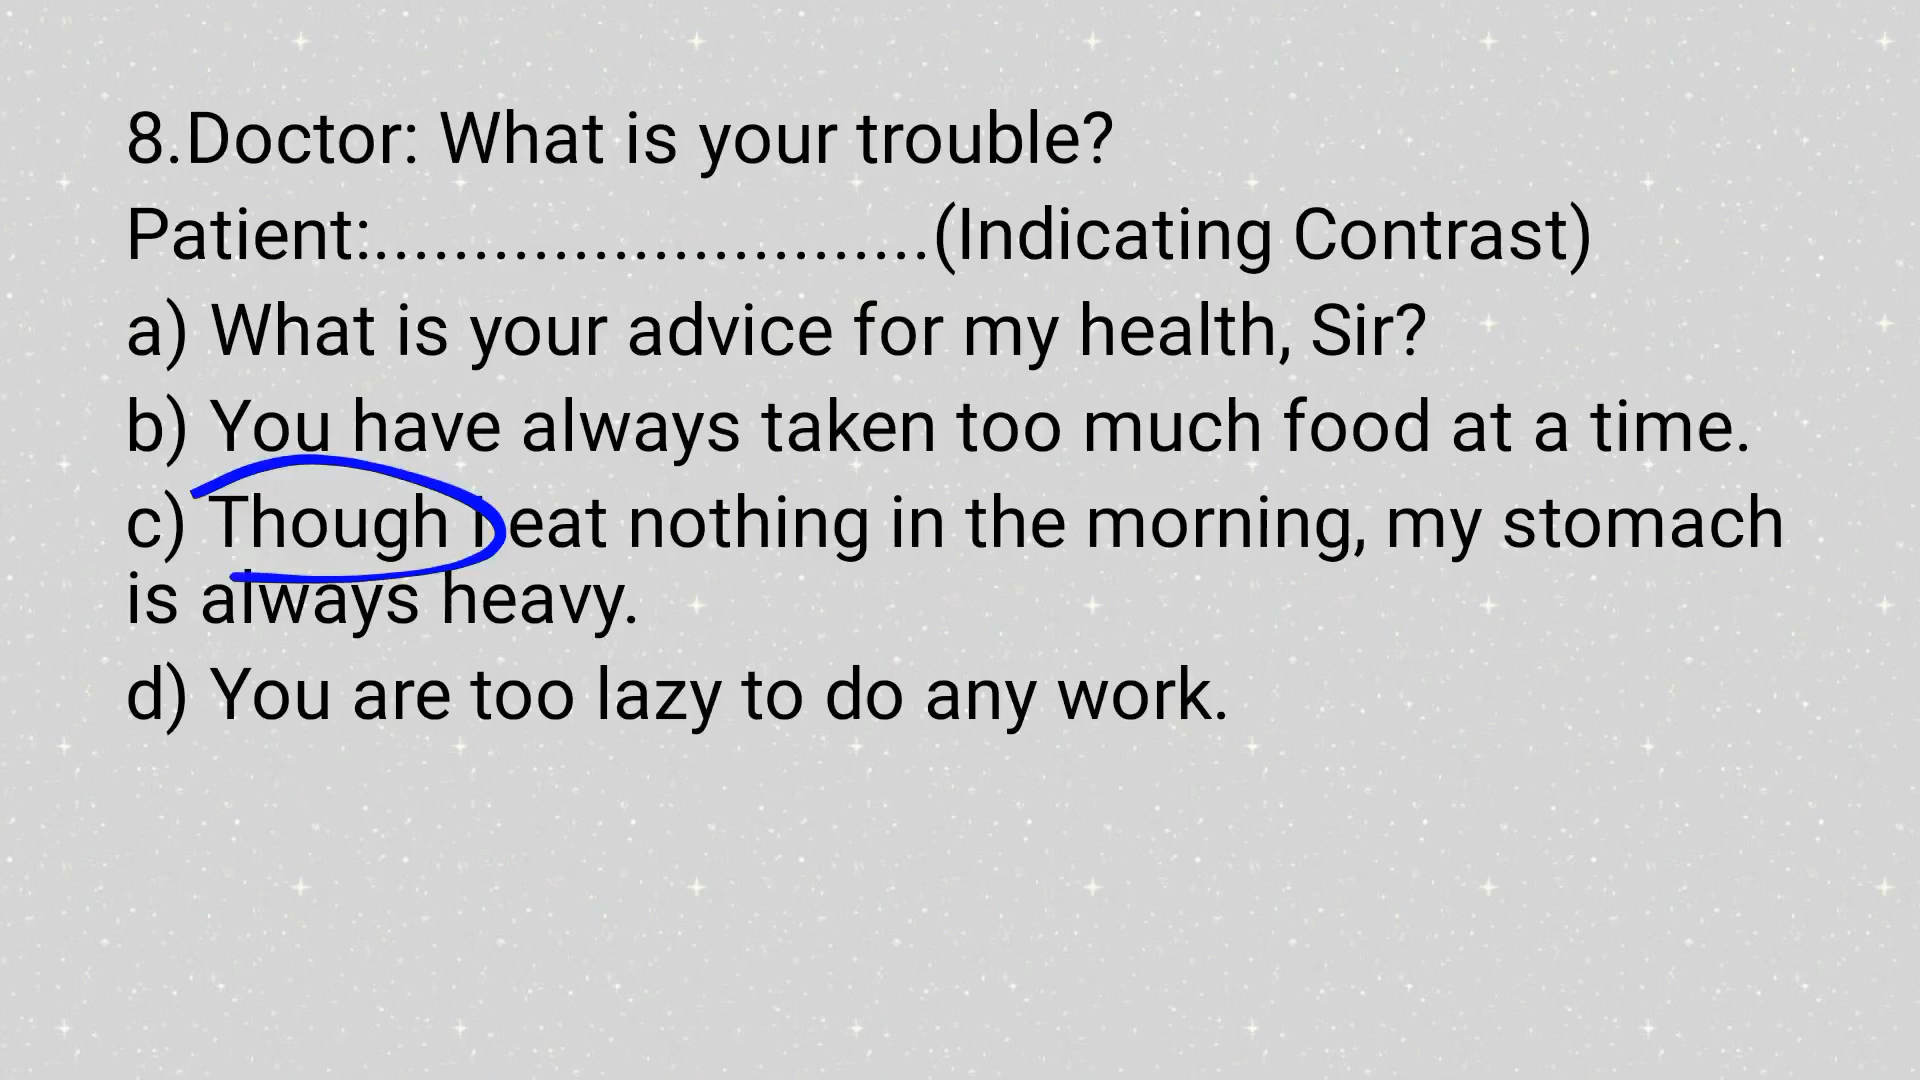 8.Doctor: What is your trouble?
Patient:............................(Indicating Contrast)
a) What is your advice for my health, Sir?
b) You have always taken too much food at a time.
c) Though I eat nothing in the morning, my stomach
is always heavy.
d) You are too lazy to do any work.